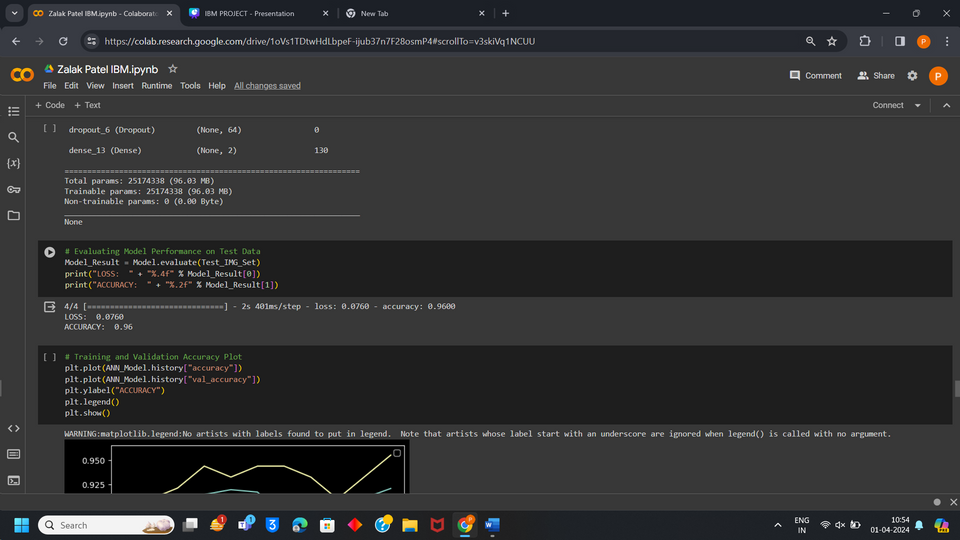 Zalak Patel IBM.ipynb - Colaborato
IBM PROJECT - Presentation
New Tab
https://colab.research.google.com/drive/1oVs1TDtwHdLbpeF-ijub37n7F28osmP4#scrollTo=v3skiVq1NCUU
P
CO
Zalak Patel IBM.ipynb
Comment
Share
P
File Edit View Insert Runtime Tools Help All changes saved
+ Code + Text
Connect
[ ] dropout_6 (Dropout) (None, 64) 0
{x} dense_13 (Dense) (None, 2) 130
=================================================================
Total params: 25174338 (96.03 MB)
Trainable params: 25174338 (96.03 MB)
Non-trainable params: 0 (0.00 Byte)
_________________________________________________________________
None
# Evaluating Model Performance on Test Data
Model_Result = Model.evaluate(Test_IMG_Set)
print("LOSS:  " + "%.4f" % Model_Result[0])
print("ACCURACY:  " + "%.2f" % Model_Result[1])
4/4 [==============================] - 2s 401ms/step - loss: 0.0760 - accuracy: 0.9600
LOSS:  0.0760
ACCURACY:  0.96
[ ] # Training and Validation Accuracy Plot
plt.plot(ANN_Model.history["accuracy"])
plt.plot(ANN_Model.history["val_accuracy"])
plt.ylabel("ACCURACY")
plt.legend()
plt.show()
WARNING:matplotlib.legend:No artists with labels found to put in legend.  Note that artists whose label start with an underscore are ignored when legend() is called with no argument.
0.950
0.925
Search
ENG
IN
10:54
01-04-2024